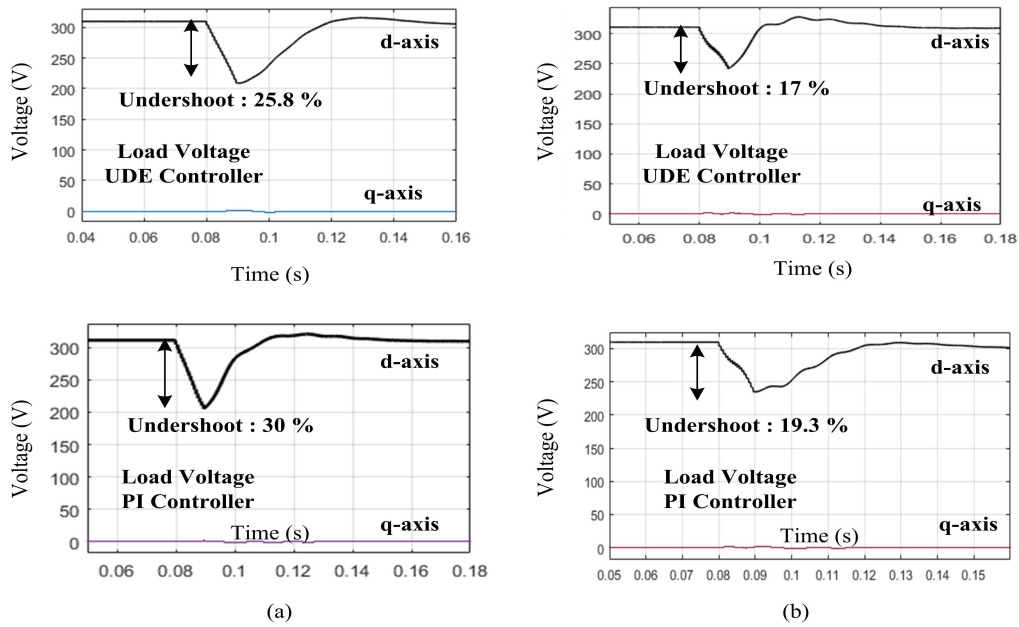 300
250
200
150
100
50
0
Voltage (V)
d-axis
Undershoot : 25.8 %
Load Voltage
UDE Controller
q-axis
0.04 0.06 0.08 0.1 0.12 0.14 0.16
Time (s)
300
250
200
150
100
50
0
Voltage (V)
d-axis
Undershoot : 17 %
Load Voltage
UDE Controller
q-axis
0.06 0.08 0.1 0.12 0.14 0.16 0.18
Time (s)
300
250
200
150
100
50
0
Voltage (V)
d-axis
Undershoot : 30 %
Load Voltage
PI Controller
Time (s)
q-axis
0.06 0.08 0.1 0.12 0.14 0.16 0.18
(a)
300
250
200
150
100
50
0
Voltage (V)
d-axis
Undershoot : 19.3 %
Load Voltage
PI Controller
Time (s)
q-axis
0.05 0.06 0.07 0.08 0.09 0.1 0.11 0.12 0.13 0.14 0.15
(b)